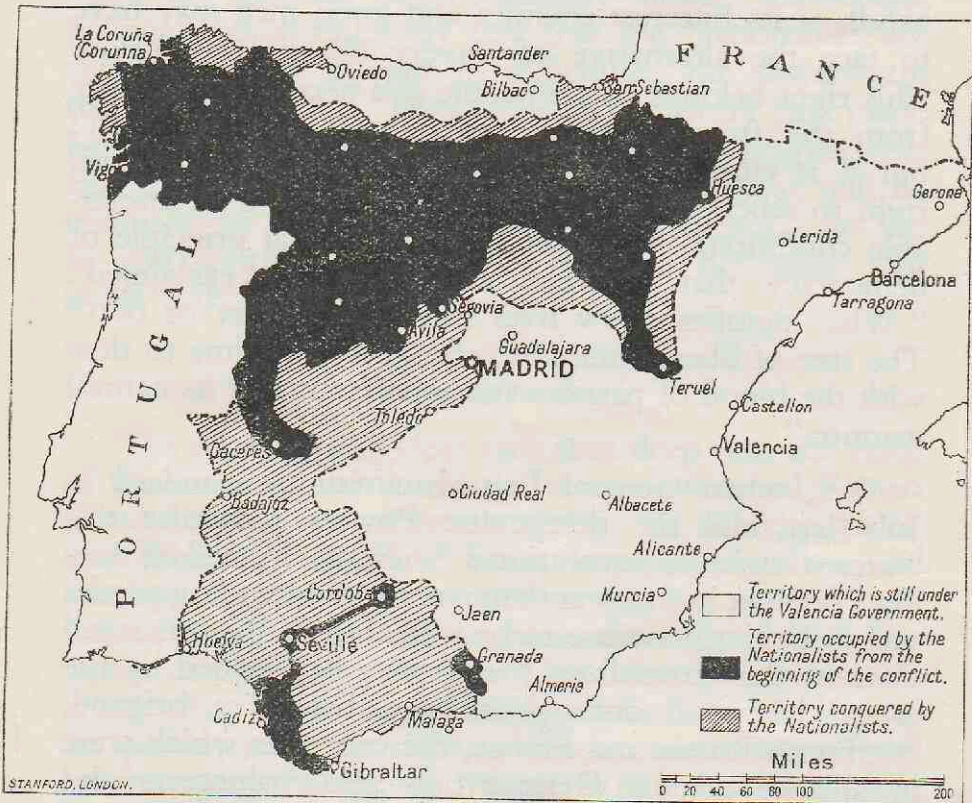 La Coruña
(Corunna)
Oviedo
Santander
Bilbao
San Sebastian
FRANCE
Vigo
Huesca
Gerone
Lerida
Barcelona
Tarragona
Segovia
Avila
Guadalajara
MADRID
Teruel
Castellon
Toledo
Valencia
Caceres
PORTUGAL
Badajoz
Ciudad Real
Albacete
Alicante
Cordoba
Murcia
Jaen
Huelva
Seville
Granada
Almeria
Cadiz
Malaga
Gibraltar
Territory which is still under
the Valencia Government.
Territory occupied by the
Nationalists from the
beginning of the conflict.
Territory conquered by
the Nationalists.
Miles
0 20 40 60 80 100 200
STANFORD, LONDON.